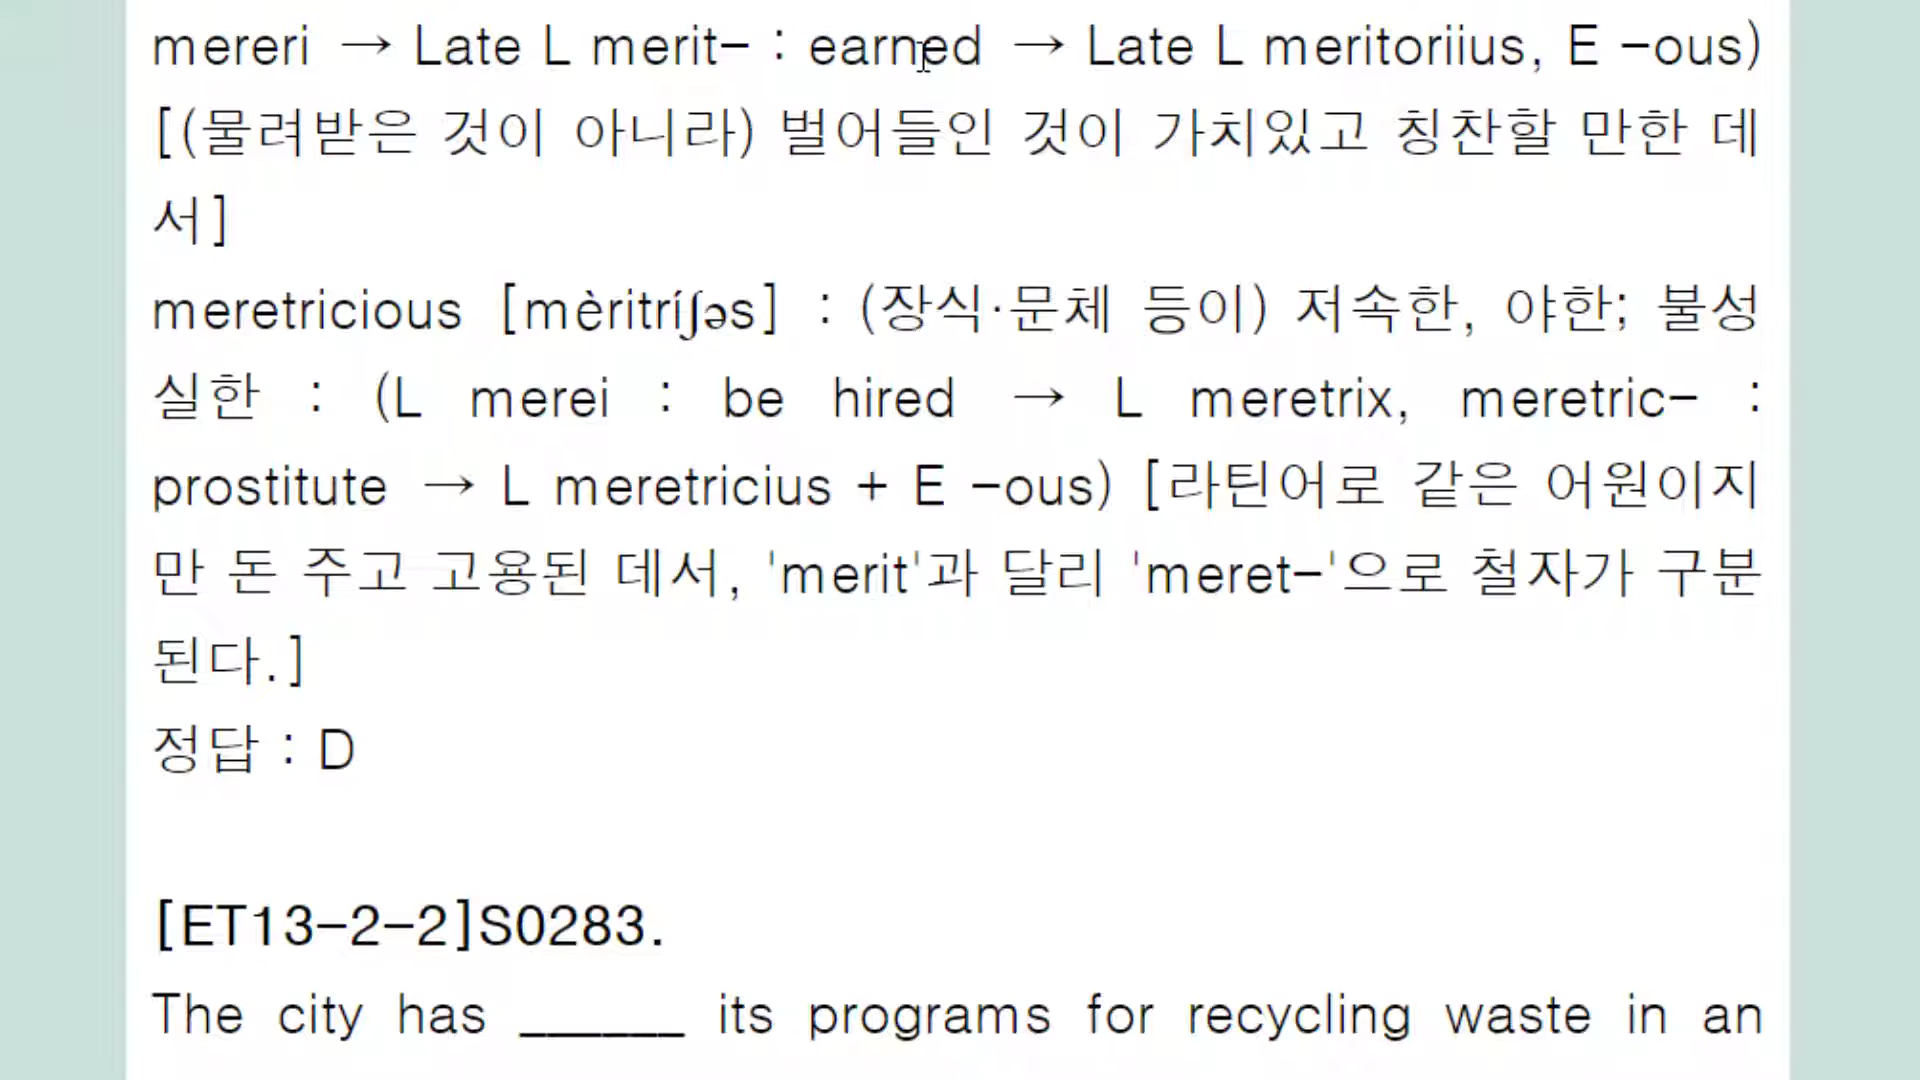 mereri → Late L merit- : earned → Late L meritoriius, E -ous)
[(물려받은 것이 아니라) 벌어들인 것이 가치있고 칭찬할 만한 데
서]
meretricious [mèritríʃəs] : (장식·문체 등이) 저속한, 야한; 불성
실한 : (L merei : be hired → L meretrix, meretric- :
prostitute → L meretricius + E -ous) [라틴어로 같은 어원이지
만 돈 주고 고용된 데서, 'merit'과 달리 'meret-'으로 철자가 구분
된다.]
정답 : D
[ET13-2-2]S0283.
The city has ______ its programs for recycling waste in an